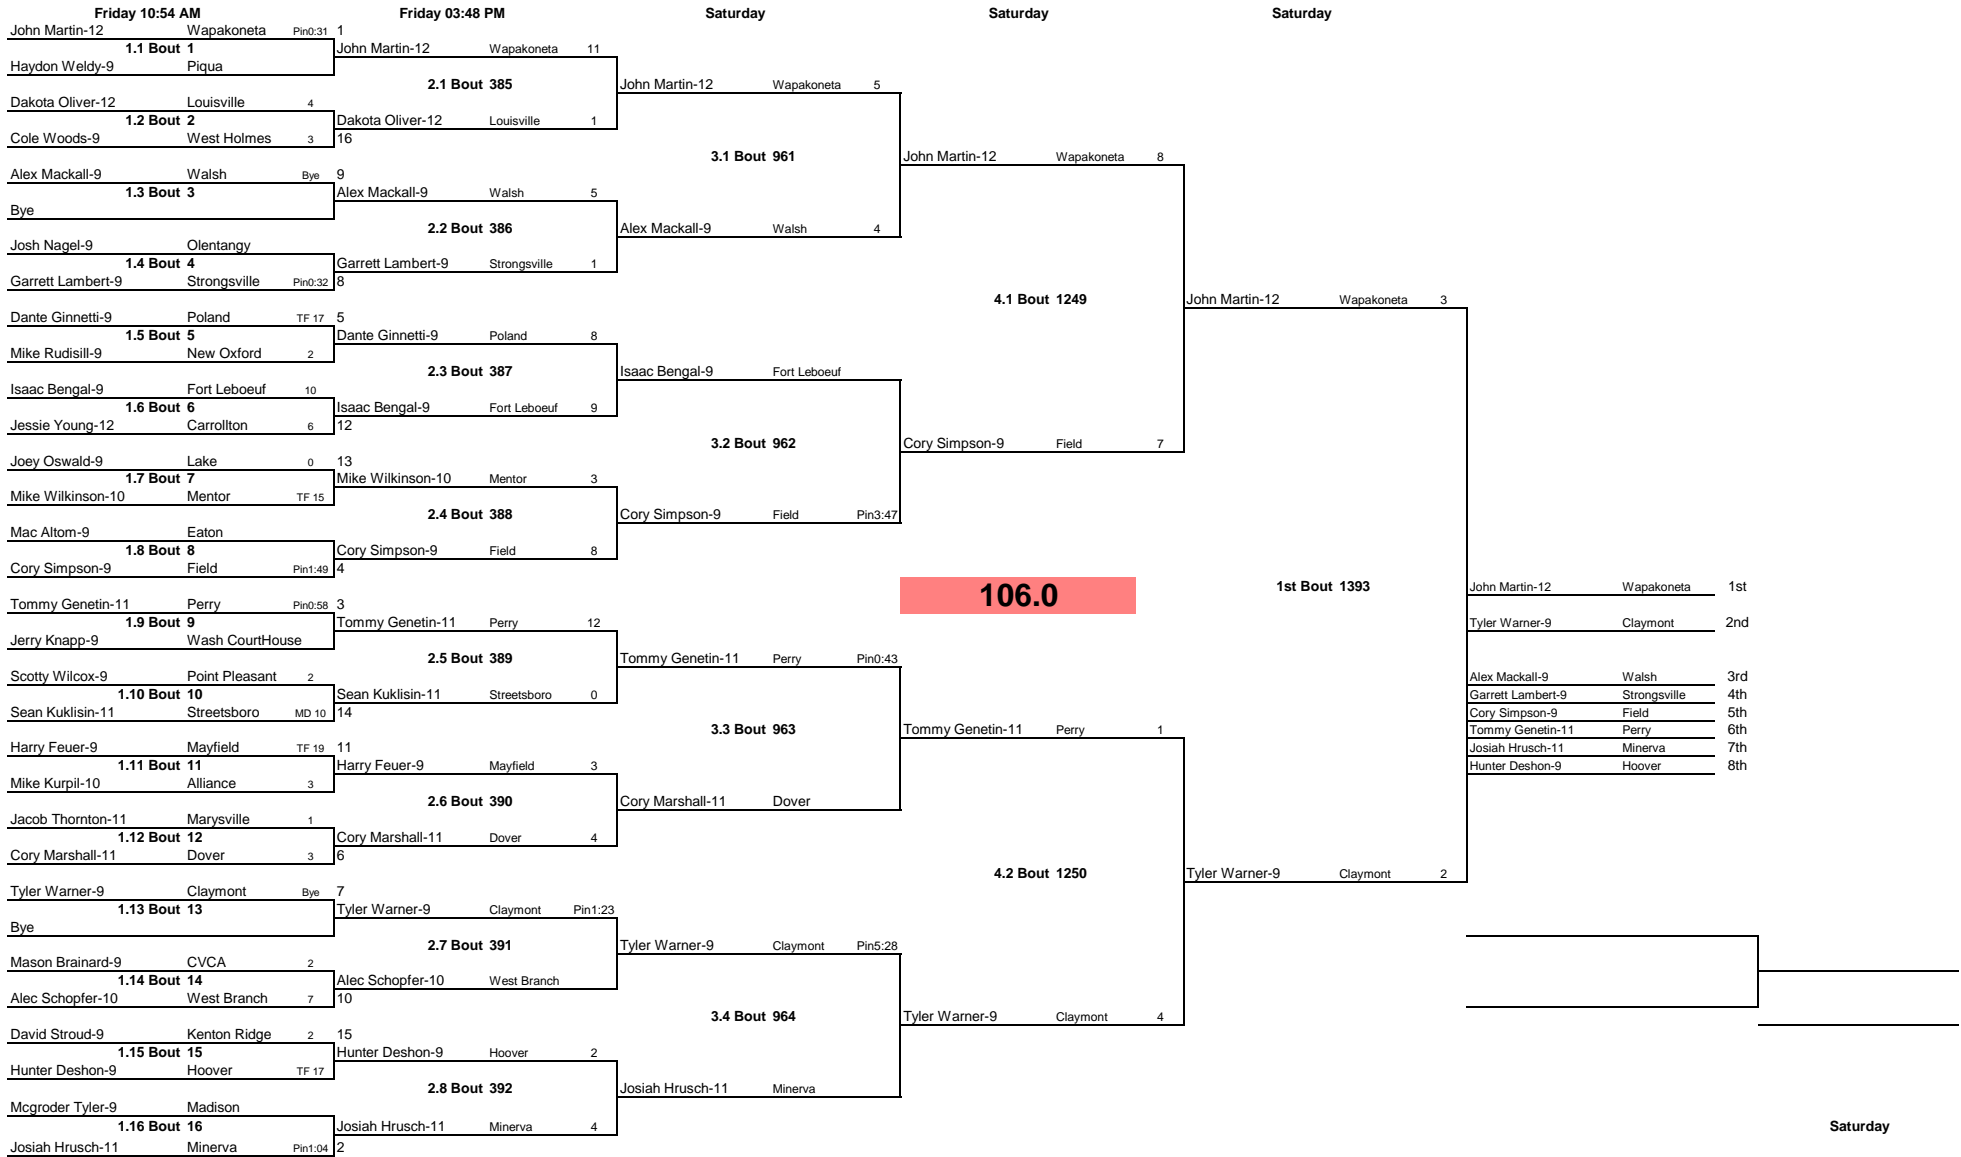 Friday 10:54 AM Friday 03:48 PM Saturday Saturday Saturday
John Martin-12 Wapakoneta Pin0:31 1
1.1 Bout 1 John Martin-12 Wapakoneta 11
Haydon Weldy-9 Piqua
2.1 Bout 385 John Martin-12 Wapakoneta 5
Dakota Oliver-12 Louisville 4
1.2 Bout 2 Dakota Oliver-12 Louisville 1
Cole Woods-9 West Holmes 3 16
3.1 Bout 961 John Martin-12 Wapakoneta 8
Alex Mackall-9 Walsh Bye 9
1.3 Bout 3 Alex Mackall-9 Walsh 5
Bye
2.2 Bout 386 Alex Mackall-9 Walsh 4
Josh Nagel-9 Olentangy
1.4 Bout 4 Garrett Lambert-9 Strongsville 1
Garrett Lambert-9 Strongsville Pin0:32 8
4.1 Bout 1249 John Martin-12 Wapakoneta 3
Dante Ginnetti-9 Poland TF 17 5
1.5 Bout 5 Dante Ginnetti-9 Poland 8
Mike Rudisill-9 New Oxford 2
2.3 Bout 387 Isaac Bengal-9 Fort Leboeuf
Isaac Bengal-9 Fort Leboeuf 10
1.6 Bout 6 Isaac Bengal-9 Fort Leboeuf 9
Jessie Young-12 Carrollton 6 12
3.2 Bout 962 Cory Simpson-9 Field 7
Joey Oswald-9 Lake 0 13
1.7 Bout 7 Mike Wilkinson-10 Mentor 3
Mike Wilkinson-10 Mentor TF 15
2.4 Bout 388 Cory Simpson-9 Field Pin3:47
Mac Altom-9 Eaton
1.8 Bout 8 Cory Simpson-9 Field 8
Cory Simpson-9 Field Pin1:49 4
106.0 1st Bout 1393 John Martin-12 Wapakoneta 1st
Tommy Genetin-11 Perry Pin0:58 3
1.9 Bout 9 Tommy Genetin-11 Perry 12 Tyler Warner-9 Claymont 2nd
Jerry Knapp-9 Wash CourtHouse
2.5 Bout 389 Tommy Genetin-11 Perry Pin0:43
Scotty Wilcox-9 Point Pleasant 2 Alex Mackall-9 Walsh 3rd
1.10 Bout 10 Sean Kuklisin-11 Streetsboro 0 Garrett Lambert-9 Strongsville 4th
Sean Kuklisin-11 Streetsboro MD 10 14 Cory Simpson-9 Field 5th
3.3 Bout 963 Tommy Genetin-11 Perry 1 Tommy Genetin-11 Perry 6th
Harry Feuer-9 Mayfield TF 19 11 Josiah Hrusch-11 Minerva 7th
1.11 Bout 11 Harry Feuer-9 Mayfield 3 Hunter Deshon-9 Hoover 8th
Mike Kurpil-10 Alliance 3
2.6 Bout 390 Cory Marshall-11 Dover
Jacob Thornton-11 Marysville 1
1.12 Bout 12 Cory Marshall-11 Dover 4
Cory Marshall-11 Dover 3 6
4.2 Bout 1250 Tyler Warner-9 Claymont 2
Tyler Warner-9 Claymont Bye 7
1.13 Bout 13 Tyler Warner-9 Claymont Pin1:23
Bye
2.7 Bout 391 Tyler Warner-9 Claymont Pin5:28
Mason Brainard-9 CVCA 2
1.14 Bout 14 Alec Schopfer-10 West Branch
Alec Schopfer-10 West Branch 7 10
3.4 Bout 964 Tyler Warner-9 Claymont 4
David Stroud-9 Kenton Ridge 2 15
1.15 Bout 15 Hunter Deshon-9 Hoover 2
Hunter Deshon-9 Hoover TF 17
2.8 Bout 392 Josiah Hrusch-11 Minerva
Mcgroder Tyler-9 Madison
1.16 Bout 16 Josiah Hrusch-11 Minerva 4 Saturday
Josiah Hrusch-11 Minerva Pin1:04 2